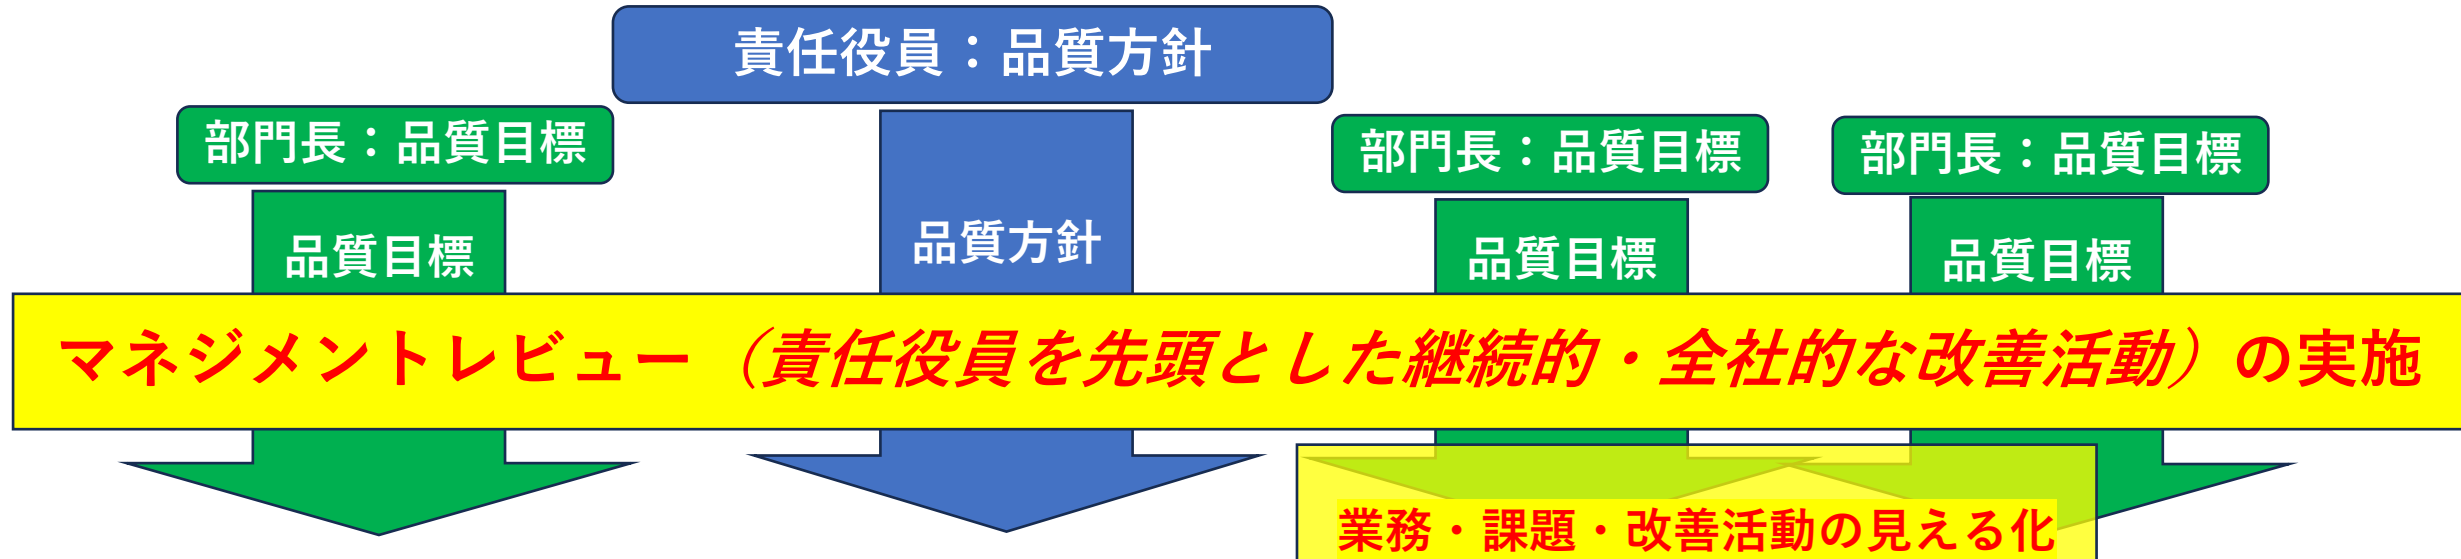 責任役員：品質方針
部門長：品質目標
部門長：品質目標
部門長：品質目標
品質目標
品質方針
品質目標
品質目標
マネジメントレビュー（責任役員を先頭とした継続的・全社的な改善活動）の実施
業務・課題・改善活動の見える化